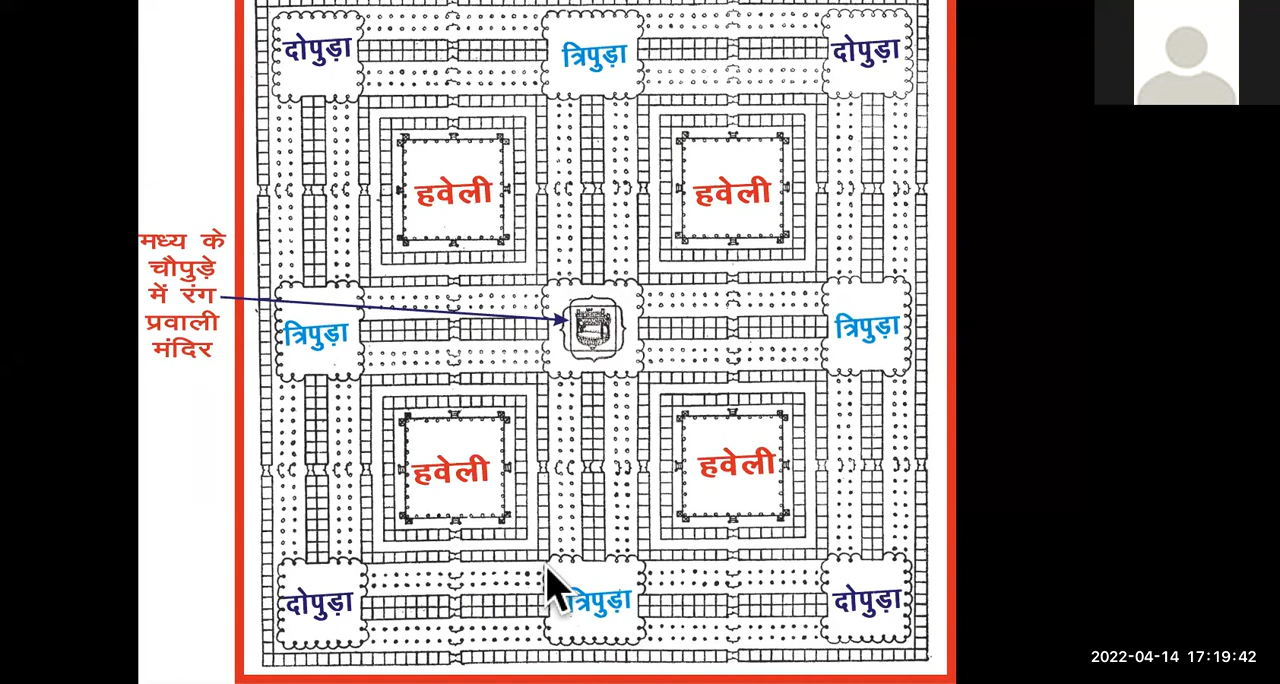 दोपुड़ा
त्रिपुड़ा
दोपुड़ा
हवेली
हवेली
मध्य के
चौपुड़े
में रंग
प्रवाली
मंदिर
त्रिपुड़ा
त्रिपुड़ा
हवेली
हवेली
दोपुड़ा
त्रिपुड़ा
दोपुड़ा
2022-04-14 17:19:42